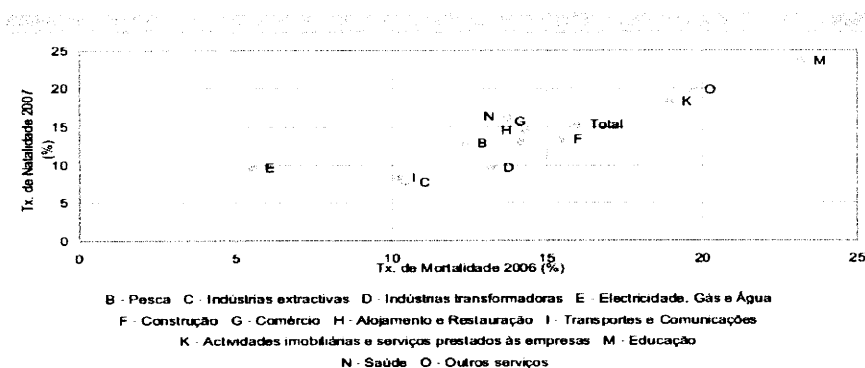 25
20
15
10
5
0
Tx. de Natalidade 2007
(%)
M
O
K
N
G
H
Total
F
B
D
E
I
C
0
5
10
15
20
25
Tx. de Mortalidade 2006 (%)
B - Pesca C - Indústrias extractivas D - Indústrias transformadoras E - Electricidade, Gás e Água
F - Construção G - Comércio H - Alojamento e Restauração I - Transportes e Comunicações
K - Actividades imobiliárias e serviços prestados às empresas M - Educação
N - Saúde O - Outros serviços